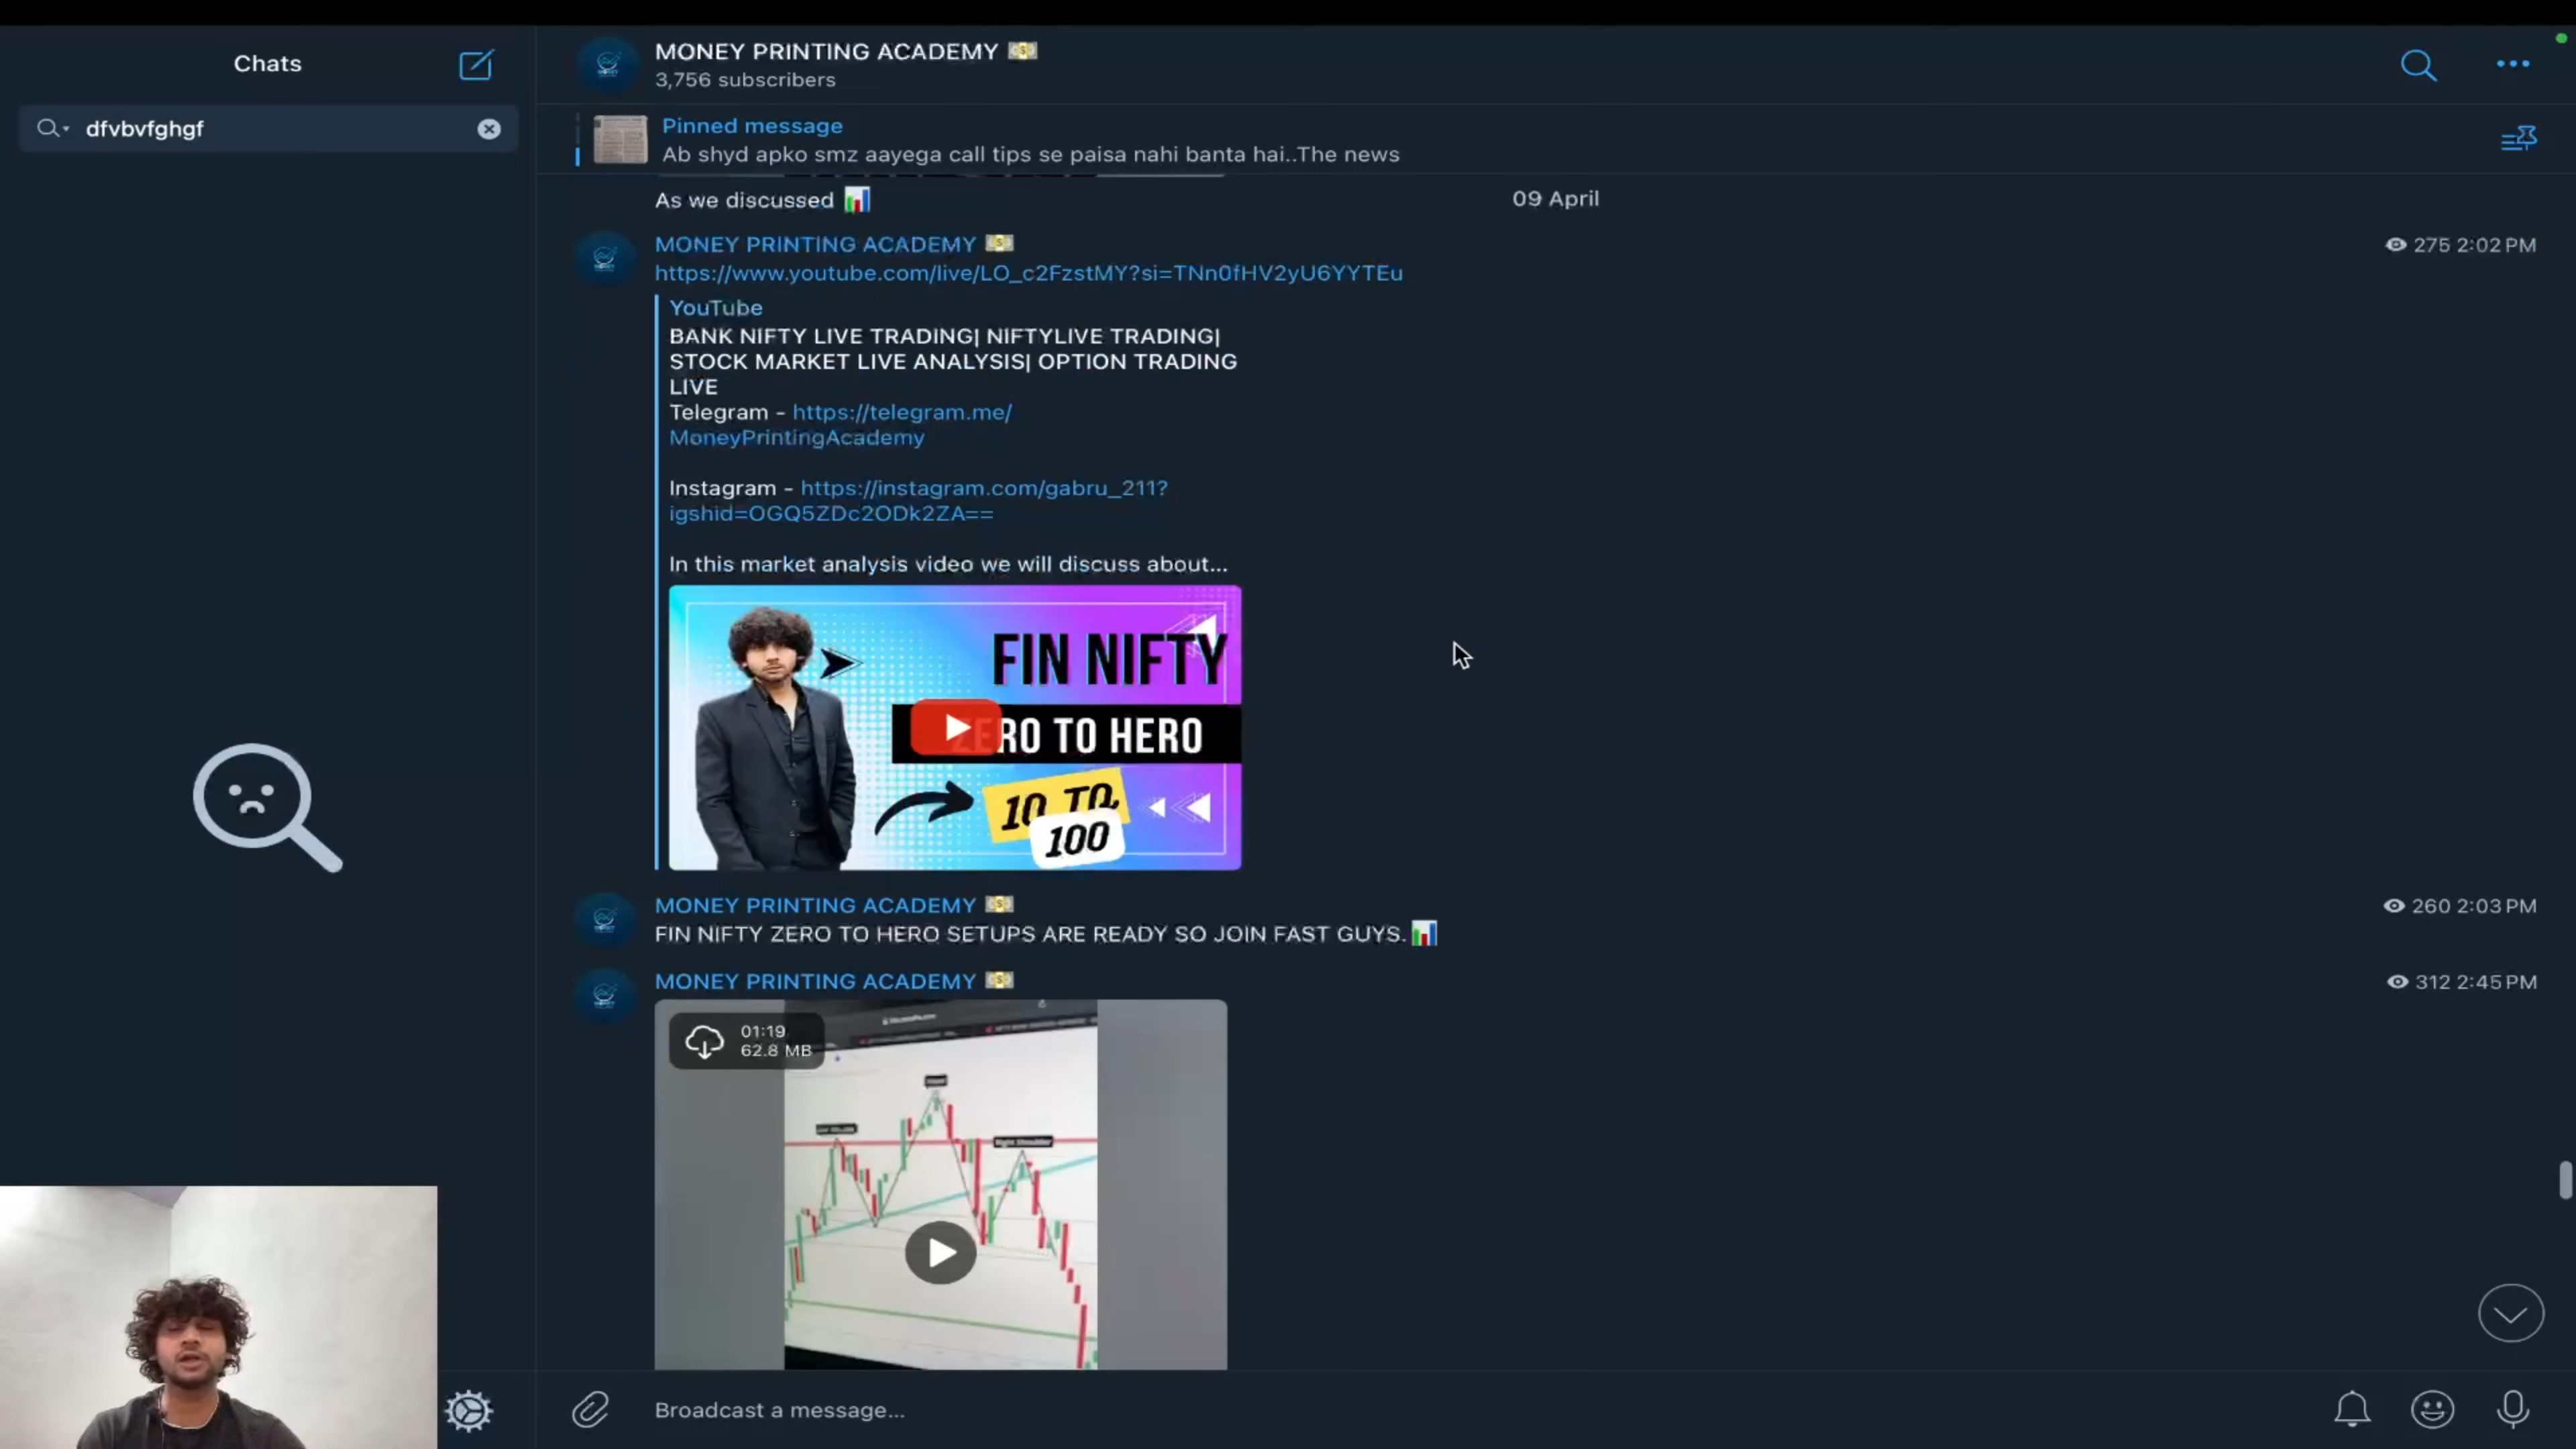 Chats
dfvbvfghgf
MONEY PRINTING ACADEMY 💵
3,756 subscribers
Pinned message
Ab shyd apko smz aayega call tips se paisa nahi banta hai..The news
As we discussed 📊
09 April
MONEY PRINTING ACADEMY 💵
275 2:02 PM
https://www.youtube.com/live/LO_c2FzstMY?si=TNn0fHV2yU6YYTEu
YouTube
BANK NIFTY LIVE TRADING| NIFTYLIVE TRADING|
STOCK MARKET LIVE ANALYSIS| OPTION TRADING
LIVE
Telegram - https://telegram.me/
MoneyPrintingAcademy
Instagram - https://instagram.com/gabru_211?
igshid=OGQ5ZDc2ODk2ZA==
In this market analysis video we will discuss about...
FIN NIFTY
ZERO TO HERO
10 TO
100
MONEY PRINTING ACADEMY 💵
260 2:03 PM
FIN NIFTY ZERO TO HERO SETUPS ARE READY SO JOIN FAST GUYS.📊
MONEY PRINTING ACADEMY 💵
312 2:45 PM
01:19
62.8 MB
Right Shoulder
Broadcast a message...